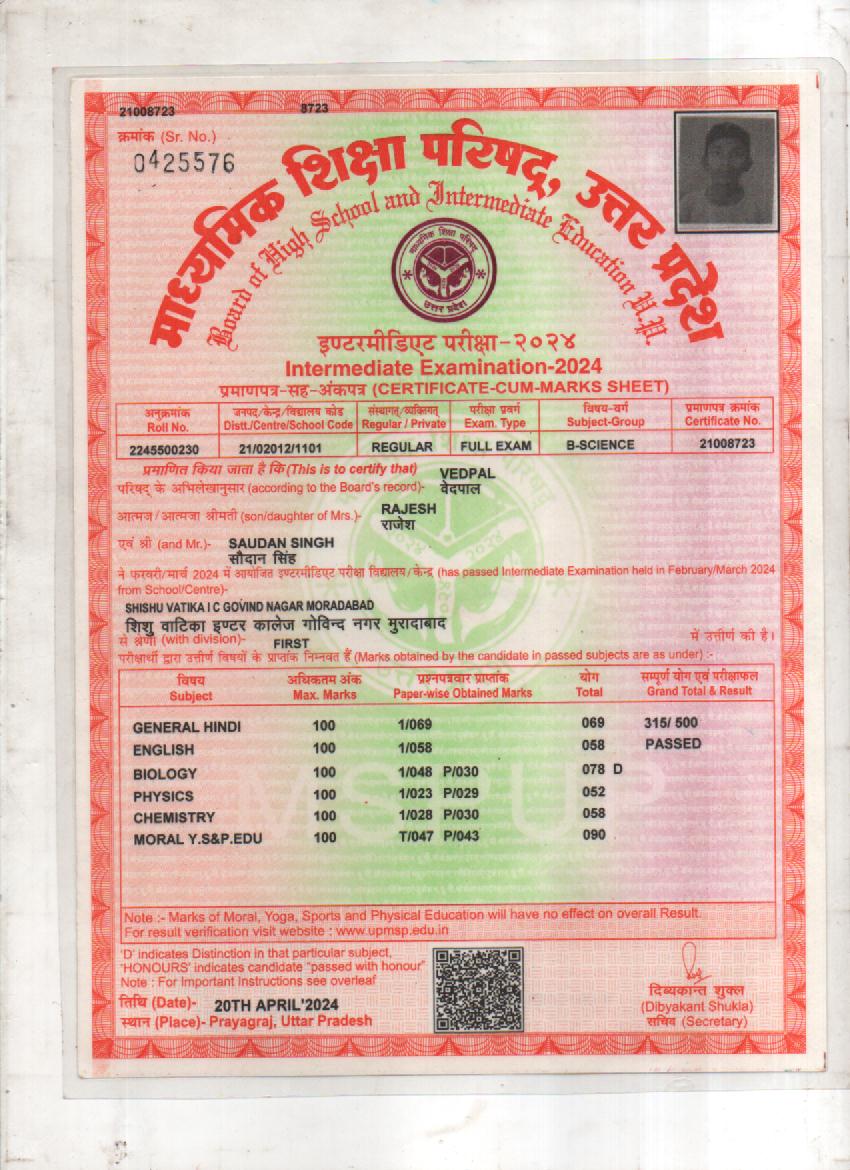 21008723 8723
क्रमांक (Sr. No.)
0425576
माध्यमिक शिक्षा परिषद्, उत्तर प्रदेश
Board of High School and Intermediate Education U.P.
माध्यमिक शिक्षा परिषद
उत्तर प्रदेश
इण्टरमीडिएट परीक्षा-२०२४
Intermediate Examination-2024
प्रमाणपत्र-सह-अंकपत्र (CERTIFICATE-CUM-MARKS SHEET)
अनुक्रमांक जनपद/केन्द्र/विद्यालय कोड संस्थागत/व्यक्तिगत परीक्षा प्रवर्ग विषय-वर्ग प्रमाणपत्र क्रमांक
Roll No. Distt./Centre/School Code Regular / Private Exam. Type Subject-Group Certificate No.
2245500230 21/02012/1101 REGULAR FULL EXAM B-SCIENCE 21008723
प्रमाणित किया जाता है कि (This is to certify that) VEDPAL
परिषद् के अभिलेखानुसार (according to the Board's record)- वेदपाल
आत्मज/आत्मजा श्रीमती (son/daughter of Mrs.)- RAJESH
राजेश
एवं श्री (and Mr.)- SAUDAN SINGH
सौदान सिंह
ने फरवरी/मार्च 2024 में आयोजित इण्टरमीडिएट परीक्षा विद्यालय/केन्द्र (has passed Intermediate Examination held in February/March 2024
from School/Centre)-
SHISHU VATIKA I C GOVIND NAGAR MORADABAD
शिशु वाटिका इण्टर कालेज गोविन्द नगर मुरादाबाद
से श्रेणी (with division)- FIRST में उत्तीर्ण की है।
परीक्षार्थी द्वारा उत्तीर्ण विषयों के प्राप्तांक निम्नवत हैं (Marks obtained by the candidate in passed subjects are as under) :-
विषय अधिकतम अंक प्रश्नपत्रवार प्राप्तांक योग सम्पूर्ण योग एवं परीक्षाफल
Subject Max. Marks Paper-wise Obtained Marks Total Grand Total & Result
GENERAL HINDI 100 1/069 069 315/ 500
ENGLISH 100 1/058 058 PASSED
BIOLOGY 100 1/048 P/030 078 D
PHYSICS 100 1/023 P/029 052
CHEMISTRY 100 1/028 P/030 058
MORAL Y.S&P.EDU 100 T/047 P/043 090
Note :- Marks of Moral, Yoga, Sports and Physical Education will have no effect on overall Result.
For result verification visit website : www.upmsp.edu.in
'D' indicates Distinction in that particular subject,
"HONOURS' indicates candidate "passed with honour"
Note : For Important Instructions see overleaf
तिथि (Date)- 20TH APRIL'2024
स्थान (Place)- Prayagraj, Uttar Pradesh
दिब्यकान्त शुक्ल
(Dibyakant Shukla)
सचिव (Secretary)